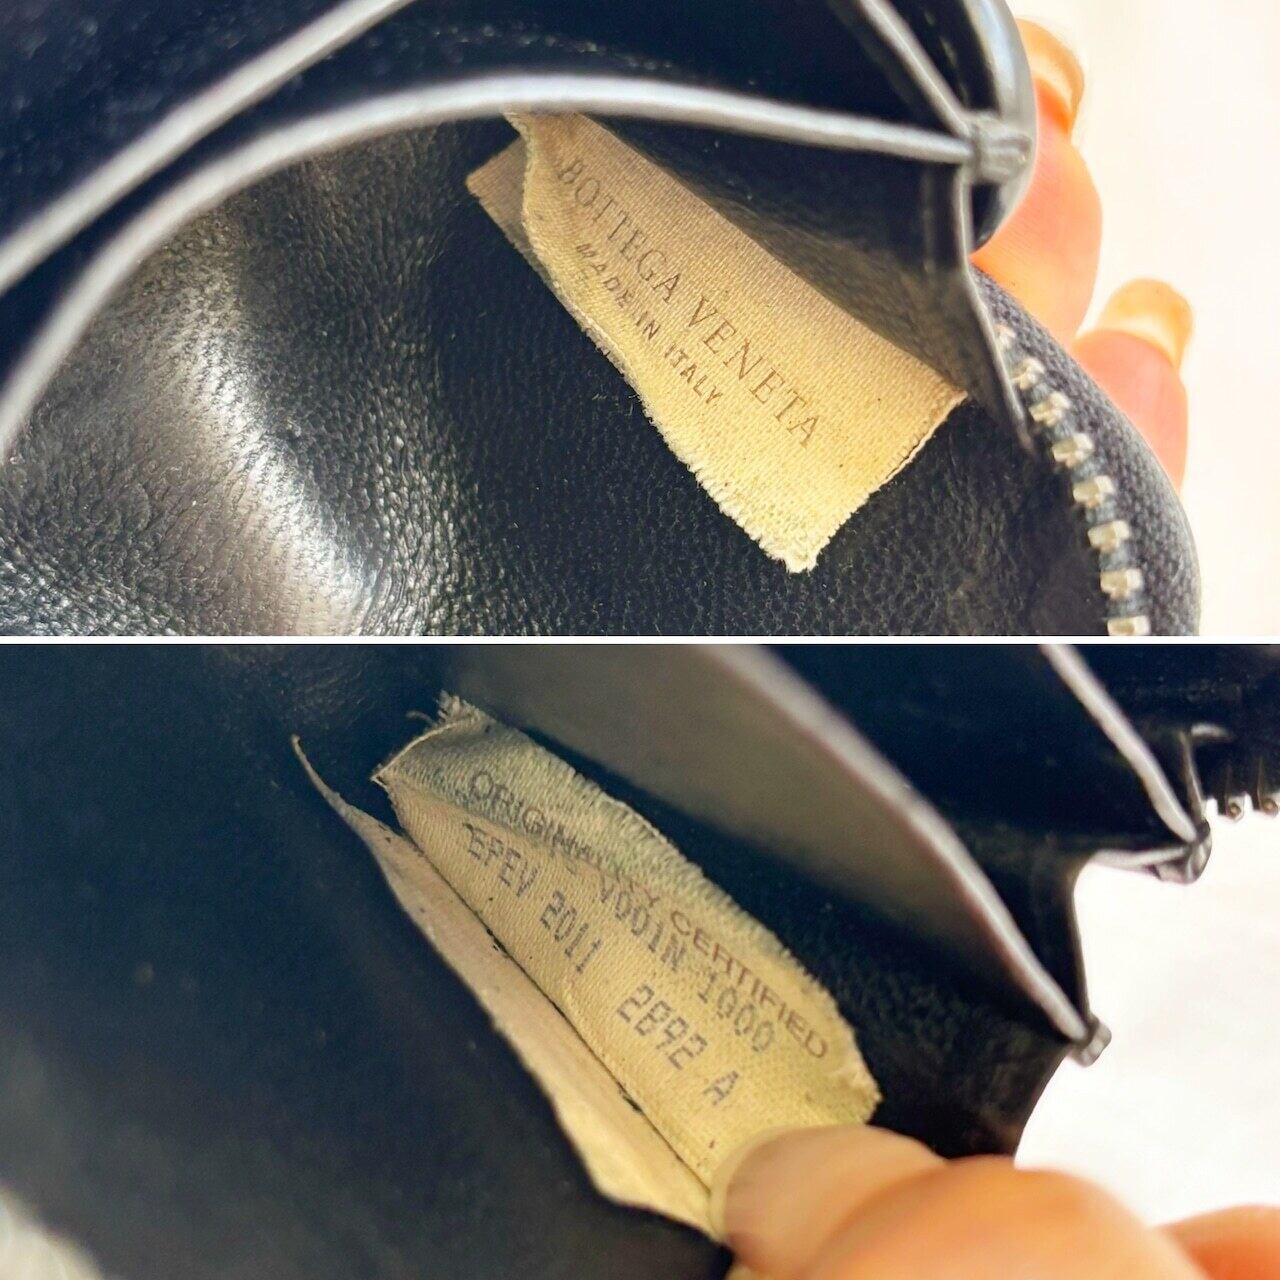 BOTTEGA VENETA
MADE IN ITALY
ORIGINALITY CERTIFIED
V001N 1000
EPEV 2011 2892 A